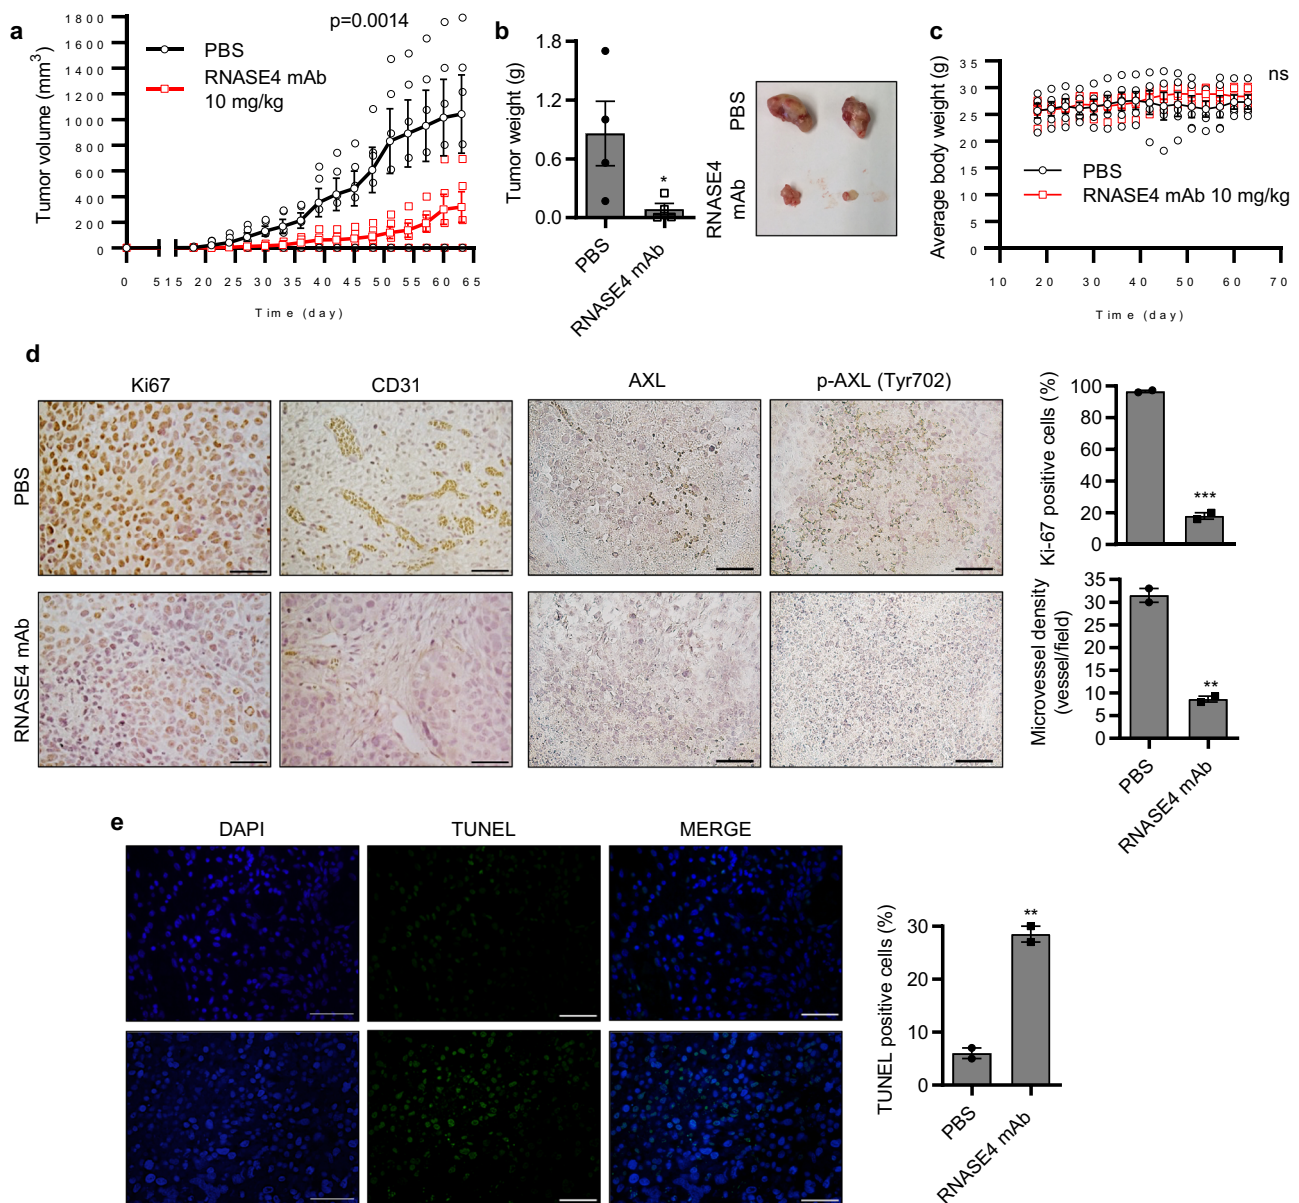 a
p=0.0014
Tumor volume (mm³)
1800
1600
1400
1200
1000
800
600
400
200
0
PBS
RNASE4 mAb
10 mg/kg
0 5 15 20 25 30 35 40 45 50 55 60 65
Time (day)
b
Tumor weight (g)
1.8
1.2
0.6
0.0
*
PBS
RNASE4 mAb
PBS
RNASE4
mAb
c
Average body weight (g)
35
30
25
20
15
10
5
0
ns
PBS
RNASE4 mAb 10 mg/kg
10 20 30 40 50 60 70
Time (day)
d
Ki67 CD31 AXL p-AXL (Tyr702)
PBS
RNASE4 mAb
Ki-67 positive cells (%)
100
80
60
40
20
0
***
Microvessel density
(vessel/field)
35
30
25
20
15
10
5
0
**
PBS
RNASE4 mAb
e
DAPI TUNEL MERGE
TUNEL positive cells (%)
30
20
10
0
**
PBS
RNASE4 mAb